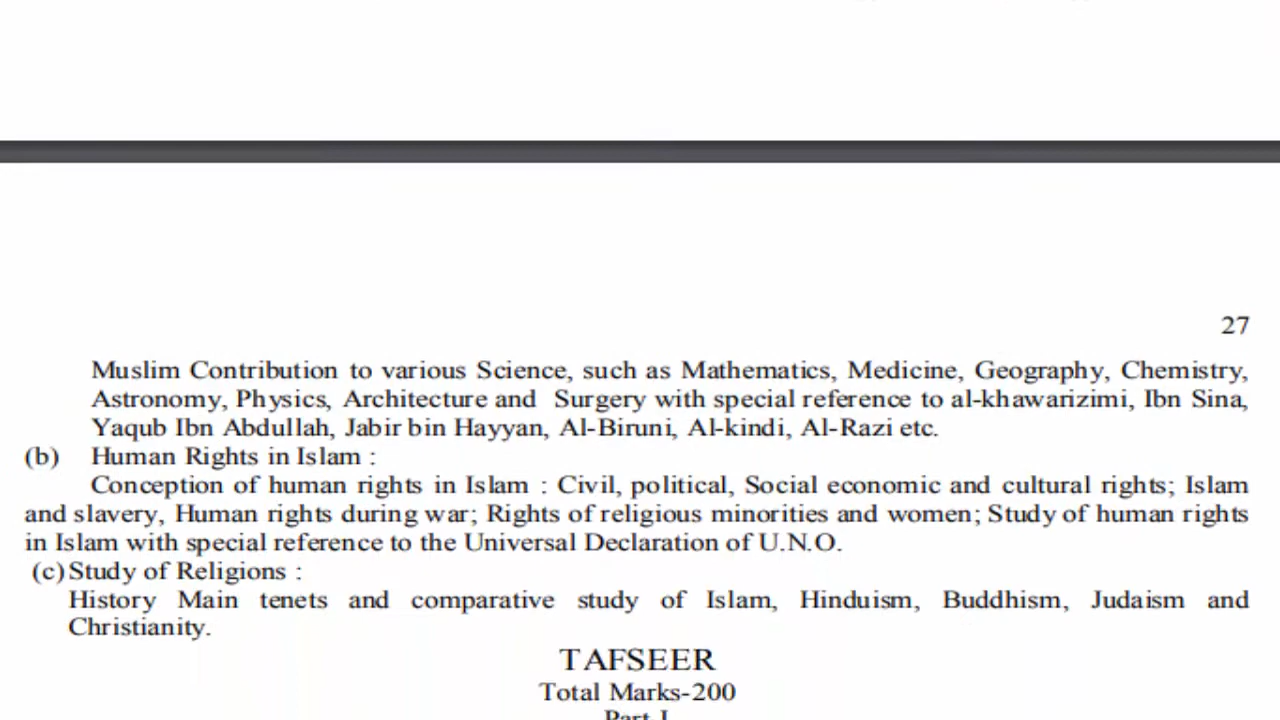 27
Muslim Contribution to various Science, such as Mathematics, Medicine, Geography, Chemistry,
Astronomy, Physics, Architecture and Surgery with special reference to al-khawarizimi, Ibn Sina,
Yaqub Ibn Abdullah, Jabir bin Hayyan, Al-Biruni, Al-kindi, Al-Razi etc.
(b) Human Rights in Islam :
Conception of human rights in Islam : Civil, political, Social economic and cultural rights; Islam
and slavery, Human rights during war; Rights of religious minorities and women; Study of human rights
in Islam with special reference to the Universal Declaration of U.N.O.
(c) Study of Religions :
History Main tenets and comparative study of Islam, Hinduism, Buddhism, Judaism and
Christianity.
TAFSEER
Total Marks-200
Part I